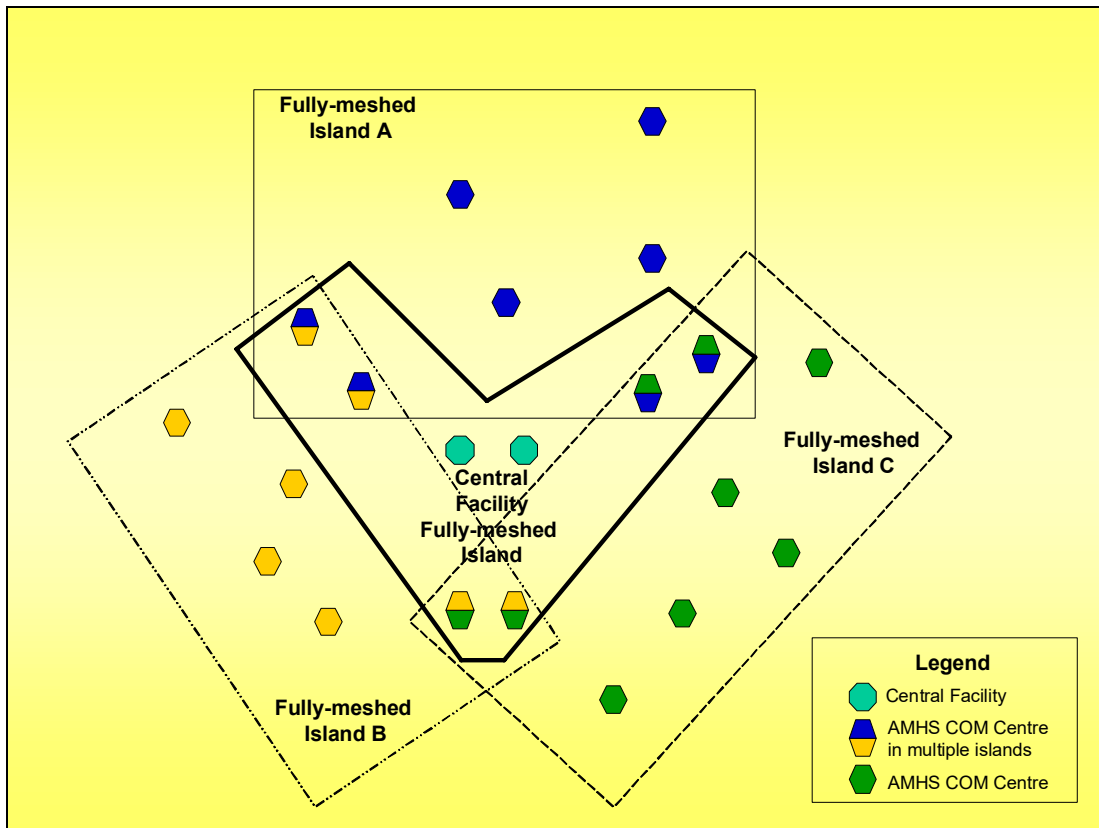 Fully-meshed
Island A
Fully-meshed
Island C
Central
Facility
Fully-meshed
Island
Fully-meshed
Island B
Legend
Central Facility
AMHS COM Centre
in multiple islands
AMHS COM Centre